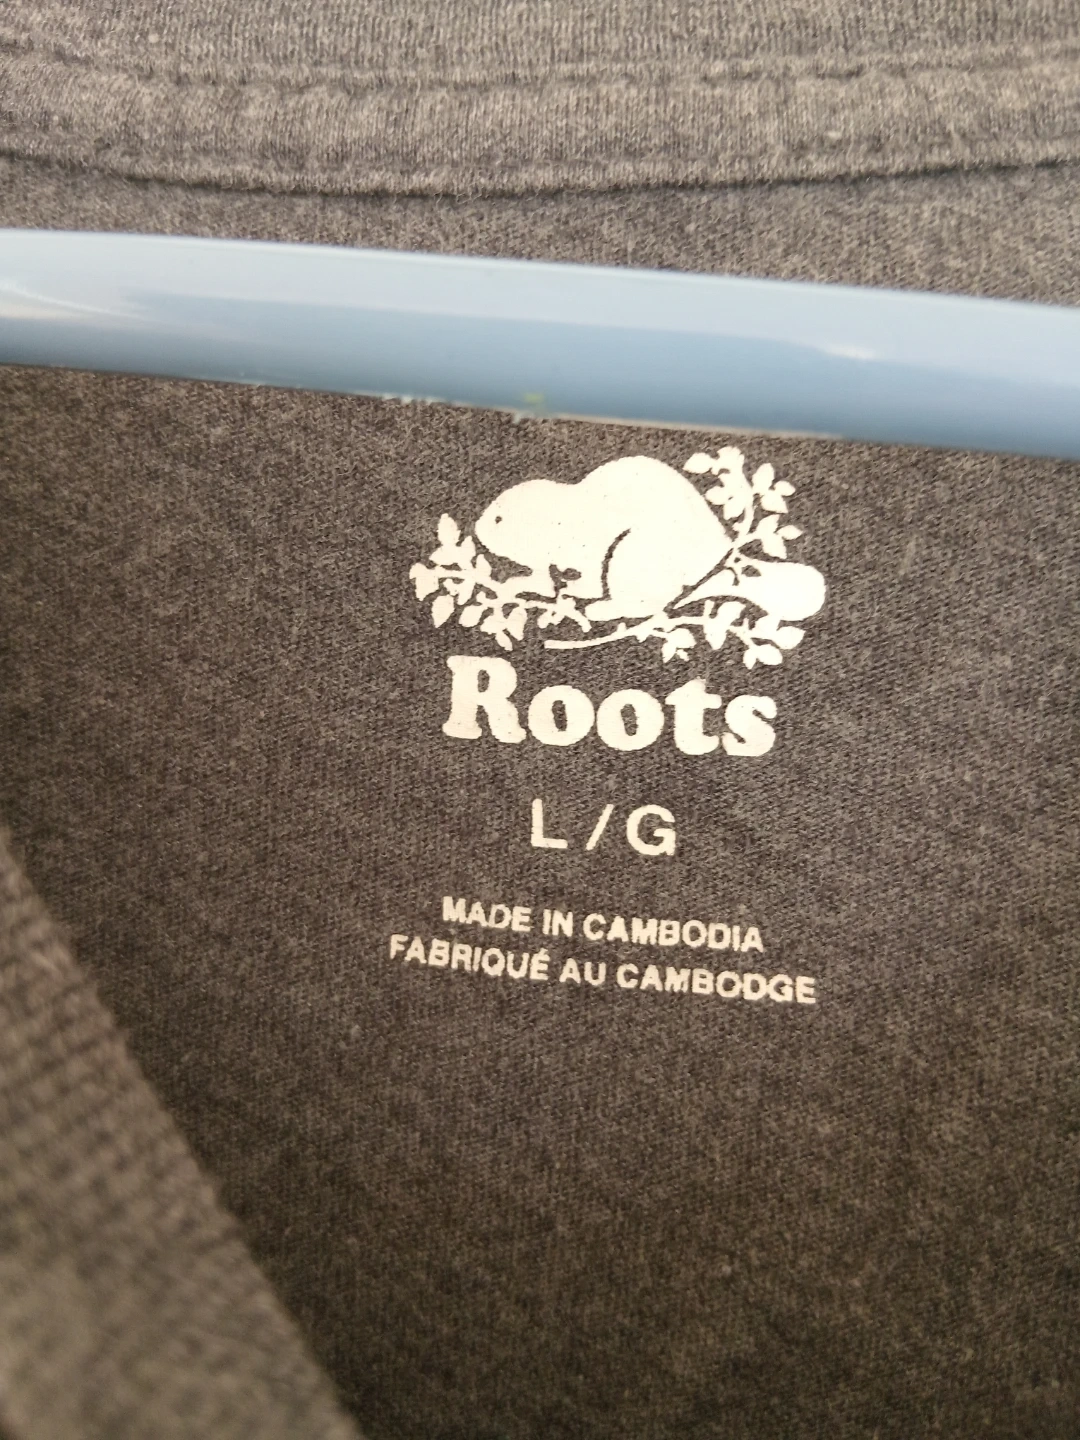 Roots
L/G
MADE IN CAMBODIA
FABRIQUÉ AU CAMBODGE